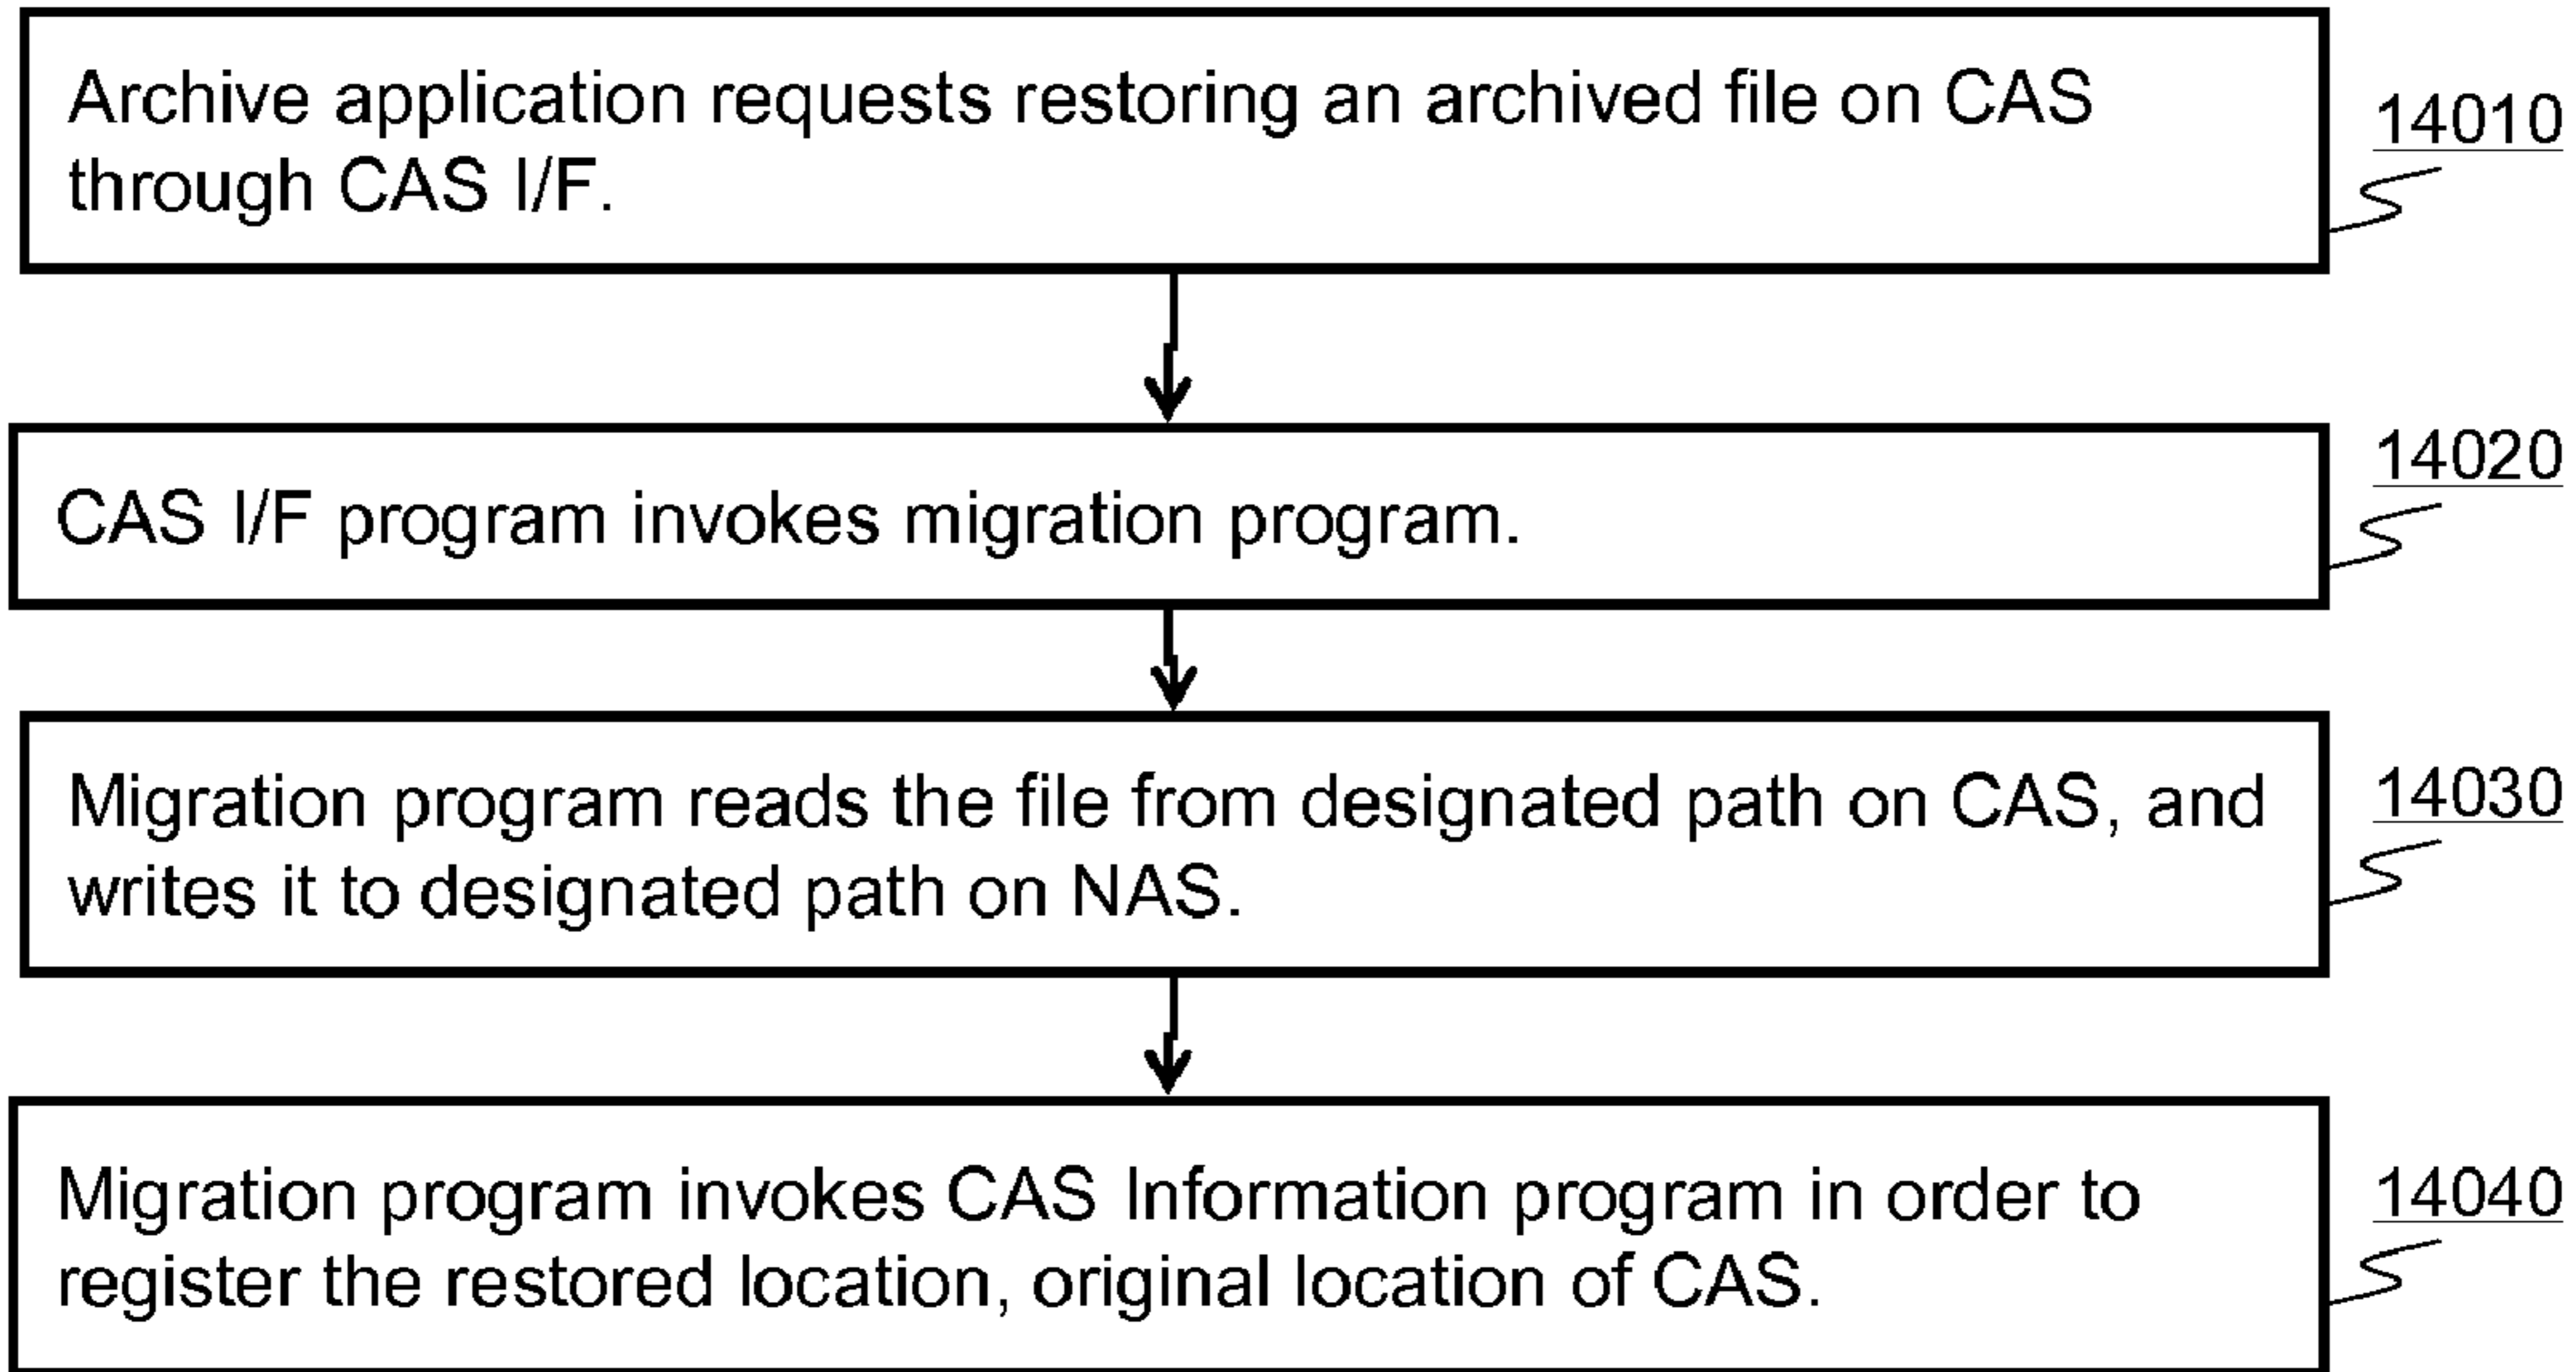 Archive application requests restoring an archived file on CAS
through CAS I/F.
14010
CAS I/F program invokes migration program.
14020
Migration program reads the file from designated path on CAS, and
writes it to designated path on NAS.
14030
Migration program invokes CAS Information program in order to
register the restored location, original location of CAS.
14040